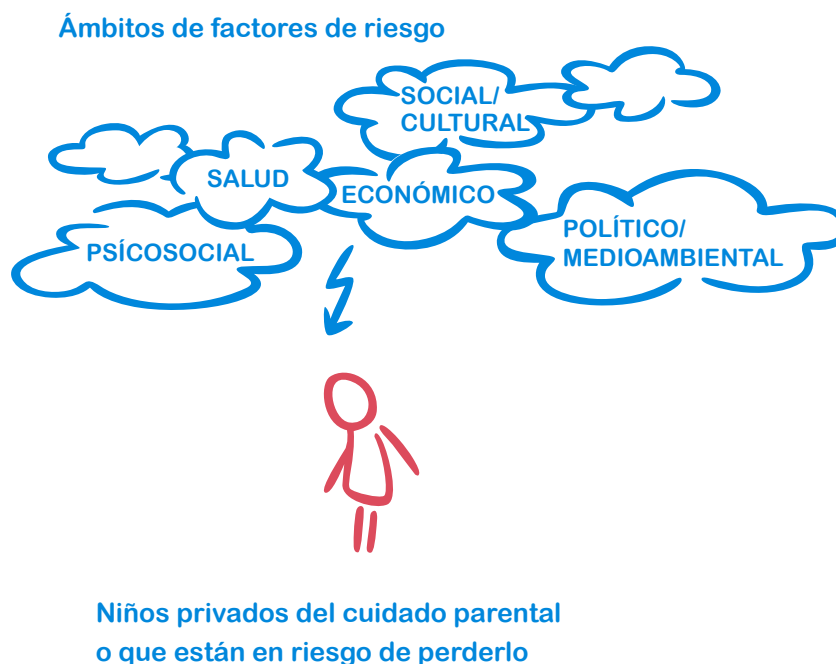 Ámbitos de factores de riesgo
SOCIAL/
CULTURAL
SALUD
ECONÓMICO
PSÍCOSOCIAL
POLÍTICO/
MEDIOAMBIENTAL
Niños privados del cuidado parental
o que están en riesgo de perderlo